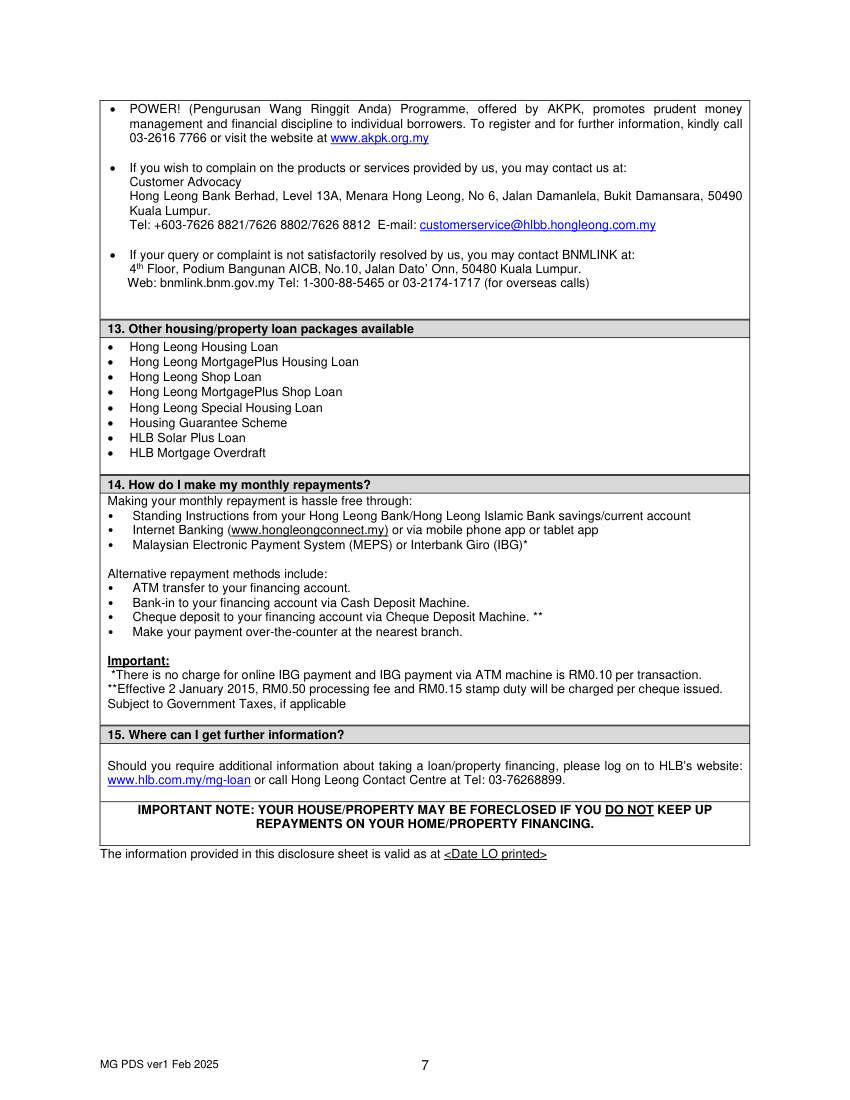 • POWER! (Pengurusan Wang Ringgit Anda) Programme, offered by AKPK, promotes prudent money
management and financial discipline to individual borrowers. To register and for further information, kindly call
03-2616 7766 or visit the website at www.akpk.org.my
• If you wish to complain on the products or services provided by us, you may contact us at:
Customer Advocacy
Hong Leong Bank Berhad, Level 13A, Menara Hong Leong, No 6, Jalan Damanlela, Bukit Damansara, 50490
Kuala Lumpur.
Tel: +603-7626 8821/7626 8802/7626 8812 E-mail: customerservice@hlbb.hongleong.com.my
• If your query or complaint is not satisfactorily resolved by us, you may contact BNMLINK at:
4th Floor, Podium Bangunan AICB, No.10, Jalan Dato’ Onn, 50480 Kuala Lumpur.
Web: bnmlink.bnm.gov.my Tel: 1-300-88-5465 or 03-2174-1717 (for overseas calls)
13. Other housing/property loan packages available
• Hong Leong Housing Loan
• Hong Leong MortgagePlus Housing Loan
• Hong Leong Shop Loan
• Hong Leong MortgagePlus Shop Loan
• Hong Leong Special Housing Loan
• Housing Guarantee Scheme
• HLB Solar Plus Loan
• HLB Mortgage Overdraft
14. How do I make my monthly repayments?
Making your monthly repayment is hassle free through:
• Standing Instructions from your Hong Leong Bank/Hong Leong Islamic Bank savings/current account
• Internet Banking (www.hongleongconnect.my) or via mobile phone app or tablet app
• Malaysian Electronic Payment System (MEPS) or Interbank Giro (IBG)*
Alternative repayment methods include:
• ATM transfer to your financing account.
• Bank-in to your financing account via Cash Deposit Machine.
• Cheque deposit to your financing account via Cheque Deposit Machine. **
• Make your payment over-the-counter at the nearest branch.
Important:
*There is no charge for online IBG payment and IBG payment via ATM machine is RM0.10 per transaction.
**Effective 2 January 2015, RM0.50 processing fee and RM0.15 stamp duty will be charged per cheque issued.
Subject to Government Taxes, if applicable
15. Where can I get further information?
Should you require additional information about taking a loan/property financing, please log on to HLB’s website:
www.hlb.com.my/mg-loan or call Hong Leong Contact Centre at Tel: 03-76268899.
IMPORTANT NOTE: YOUR HOUSE/PROPERTY MAY BE FORECLOSED IF YOU DO NOT KEEP UP
REPAYMENTS ON YOUR HOME/PROPERTY FINANCING.
The information provided in this disclosure sheet is valid as at <Date LO printed>
MG PDS ver1 Feb 2025
7